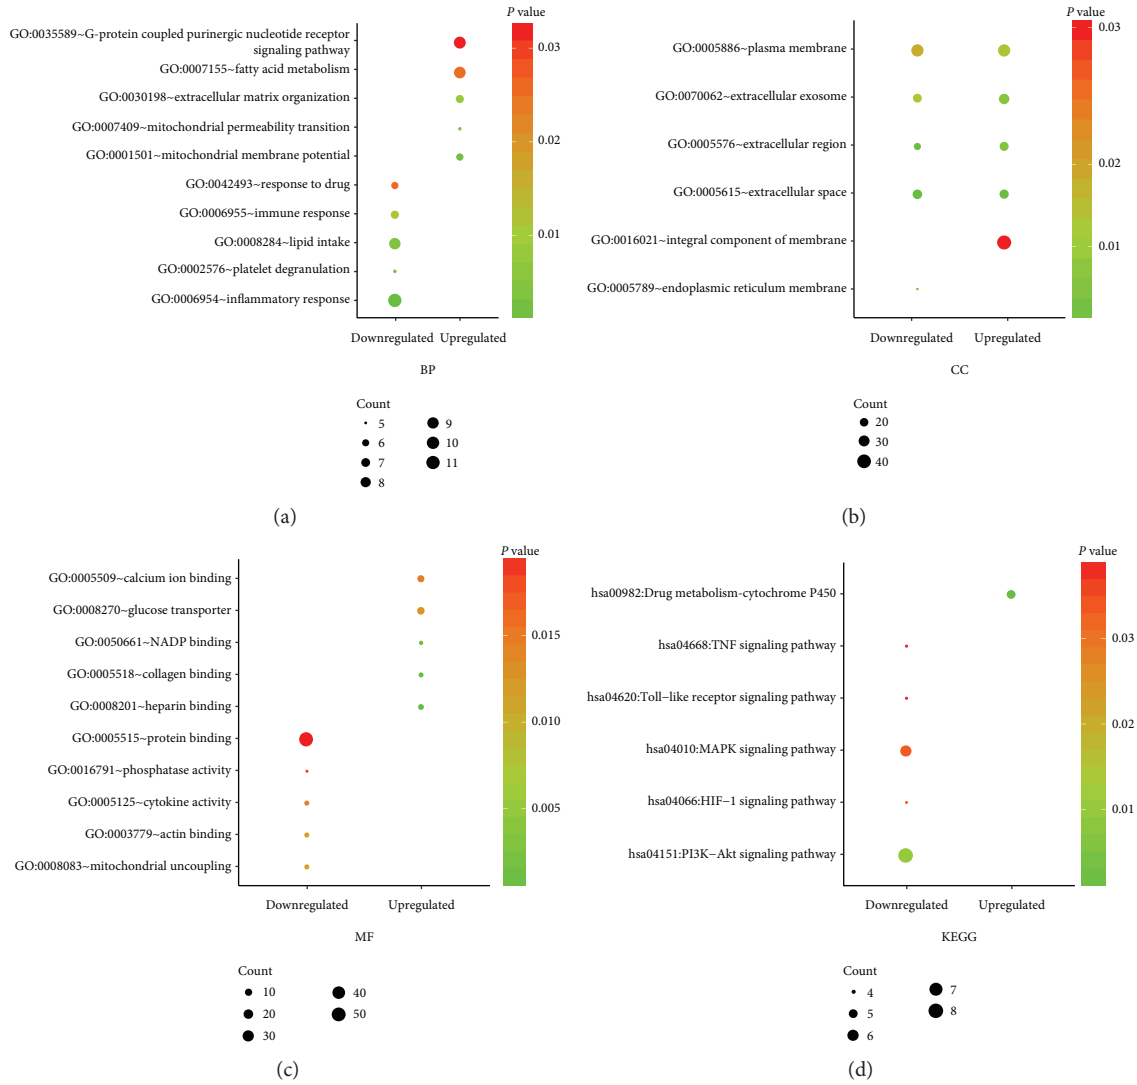 P value
GO:0035589~G-protein coupled purinergic nucleotide receptor
signaling pathway
GO:0007155~fatty acid metabolism
GO:0030198~extracellular matrix organization
GO:0007409~mitochondrial permeability transition
GO:0001501~mitochondrial membrane potential
GO:0042493~response to drug
GO:0006955~immune response
GO:0008284~lipid intake
GO:0002576~platelet degranulation
GO:0006954~inflammatory response
0.03
0.02
0.01
Downregulated Upregulated
BP
Count
5
6
7
8
9
10
11
(a)
P value
GO:0005886~plasma membrane
GO:0070062~extracellular exosome
GO:0005576~extracellular region
GO:0005615~extracellular space
GO:0016021~integral component of membrane
GO:0005789~endoplasmic reticulum membrane
0.03
0.02
0.01
Downregulated Upregulated
CC
Count
20
30
40
(b)
P value
GO:0005509~calcium ion binding
GO:0008270~glucose transporter
GO:0050661~NADP binding
GO:0005518~collagen binding
GO:0008201~heparin binding
GO:0005515~protein binding
GO:0016791~phosphatase activity
GO:0005125~cytokine activity
GO:0003779~actin binding
GO:0008083~mitochondrial uncoupling
0.015
0.010
0.005
Downregulated Upregulated
MF
Count
10
20
30
40
50
(c)
P value
hsa00982:Drug metabolism-cytochrome P450
hsa04668:TNF signaling pathway
hsa04620:Toll−like receptor signaling pathway
hsa04010:MAPK signaling pathway
hsa04066:HIF−1 signaling pathway
hsa04151:PI3K−Akt signaling pathway
0.03
0.02
0.01
Downregulated Upregulated
KEGG
Count
4
5
6
7
8
(d)